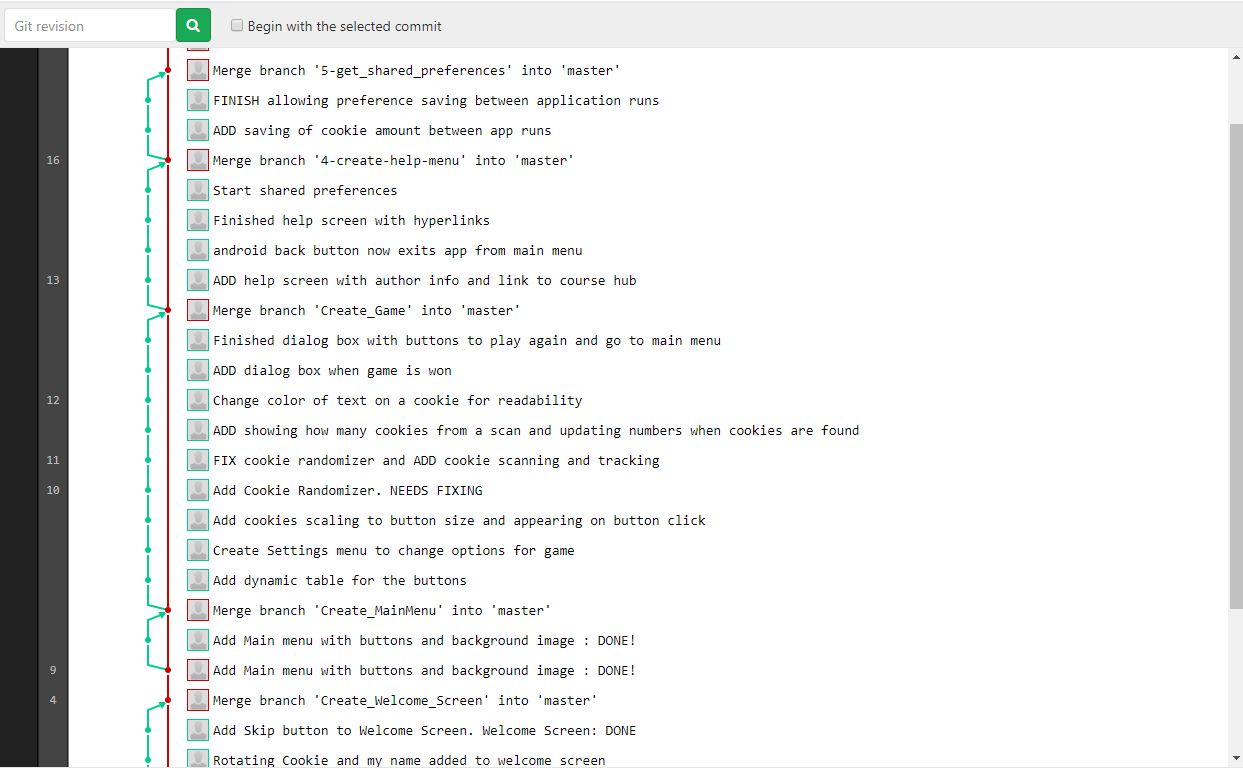 Git revision
Begin with the selected commit
Merge branch '5-get_shared_preferences' into 'master'
FINISH allowing preference saving between application runs
ADD saving of cookie amount between app runs
16 Merge branch '4-create-help-menu' into 'master'
Start shared preferences
Finished help screen with hyperlinks
android back button now exits app from main menu
13 ADD help screen with author info and link to course hub
Merge branch 'Create_Game' into 'master'
Finished dialog box with buttons to play again and go to main menu
ADD dialog box when game is won
12 Change color of text on a cookie for readability
ADD showing how many cookies from a scan and updating numbers when cookies are found
11 FIX cookie randomizer and ADD cookie scanning and tracking
10 Add Cookie Randomizer. NEEDS FIXING
Add cookies scaling to button size and appearing on button click
Create Settings menu to change options for game
Add dynamic table for the buttons
Merge branch 'Create_MainMenu' into 'master'
Add Main menu with buttons and background image : DONE!
9 Add Main menu with buttons and background image : DONE!
4 Merge branch 'Create_Welcome_Screen' into 'master'
Add Skip button to Welcome Screen. Welcome Screen: DONE
Rotating Cookie and my name added to welcome screen